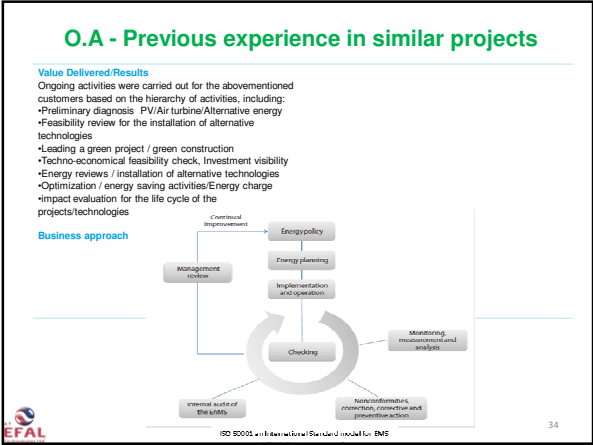 O.A - Previous experience in similar projects
Value Delivered/Results
Ongoing activities were carried out for the abovementioned
customers based on the hierarchy of activities, including:
•Preliminary diagnosis PV/Air turbine/Alternative energy
•Feasibility review for the installation of alternative
technologies
•Leading a green project / green construction
•Techno-economical feasibility check, Investment visibility
•Energy reviews / installation of alternative technologies
•Optimization / energy saving activities/Energy charge
•impact evaluation for the life cycle of the
projects/technologies
Business approach
Continual
Improvement
Energy policy
Energy planning
Management
review
Implementation
and operation
Checking
Monitoring,
measurement and
analysis
Internal audit of
the EnMS
Nonconformities,
correction, corrective and
preventive action
ISO 50001 an International Standard model for EMS
EFAL
34